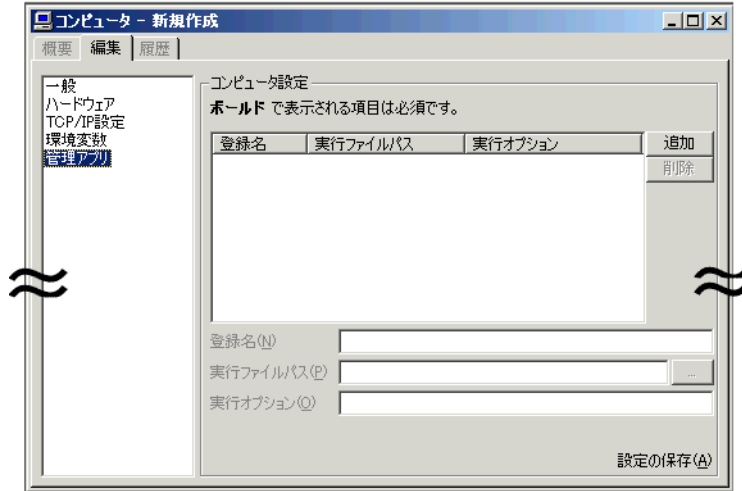 コンピュータ - 新規作成
概要 編集 履歴
一般
ハードウェア
TCP/IP設定
環境変数
管理アプリ
コンピュータ設定
ボールド で表示される項目は必須です。
登録名 実行ファイルパス 実行オプション
追加
削除
登録名(N)
実行ファイルパス(P) ...
実行オプション(O)
設定の保存(A)